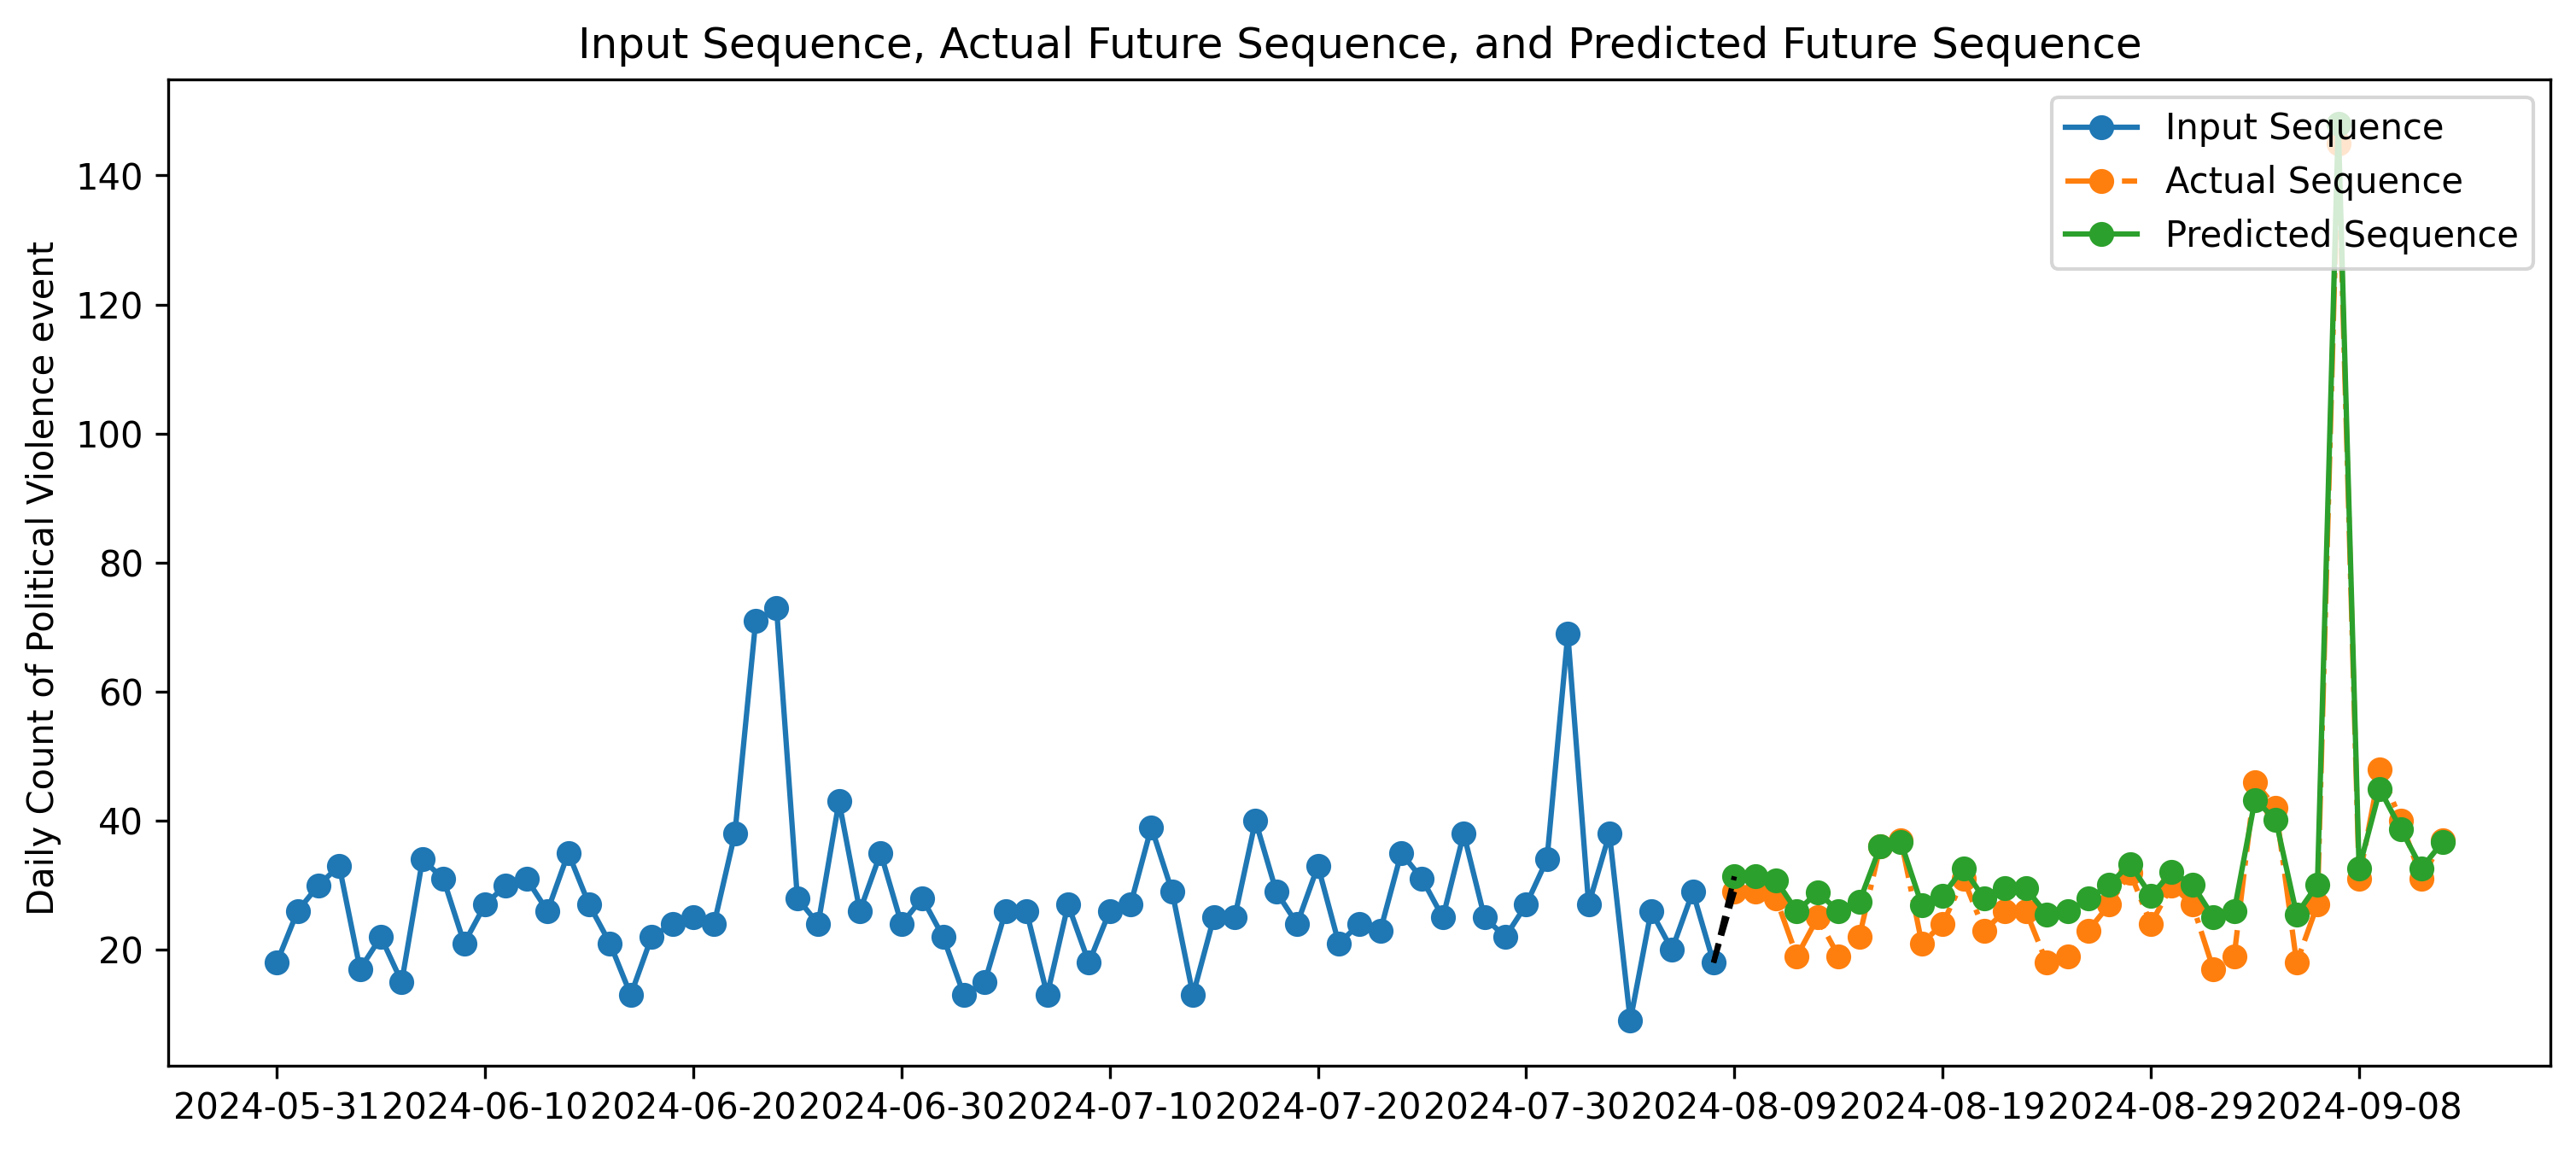 Input Sequence, Actual Future Sequence, and Predicted Future Sequence
Daily Count of Political Violence event
140
120
100
80
60
40
20
Input Sequence
Actual Sequence
Predicted Sequence
2024-05-31 2024-06-10 2024-06-20 2024-06-30 2024-07-10 2024-07-20 2024-07-30 2024-08-09 2024-08-19 2024-08-29 2024-09-08